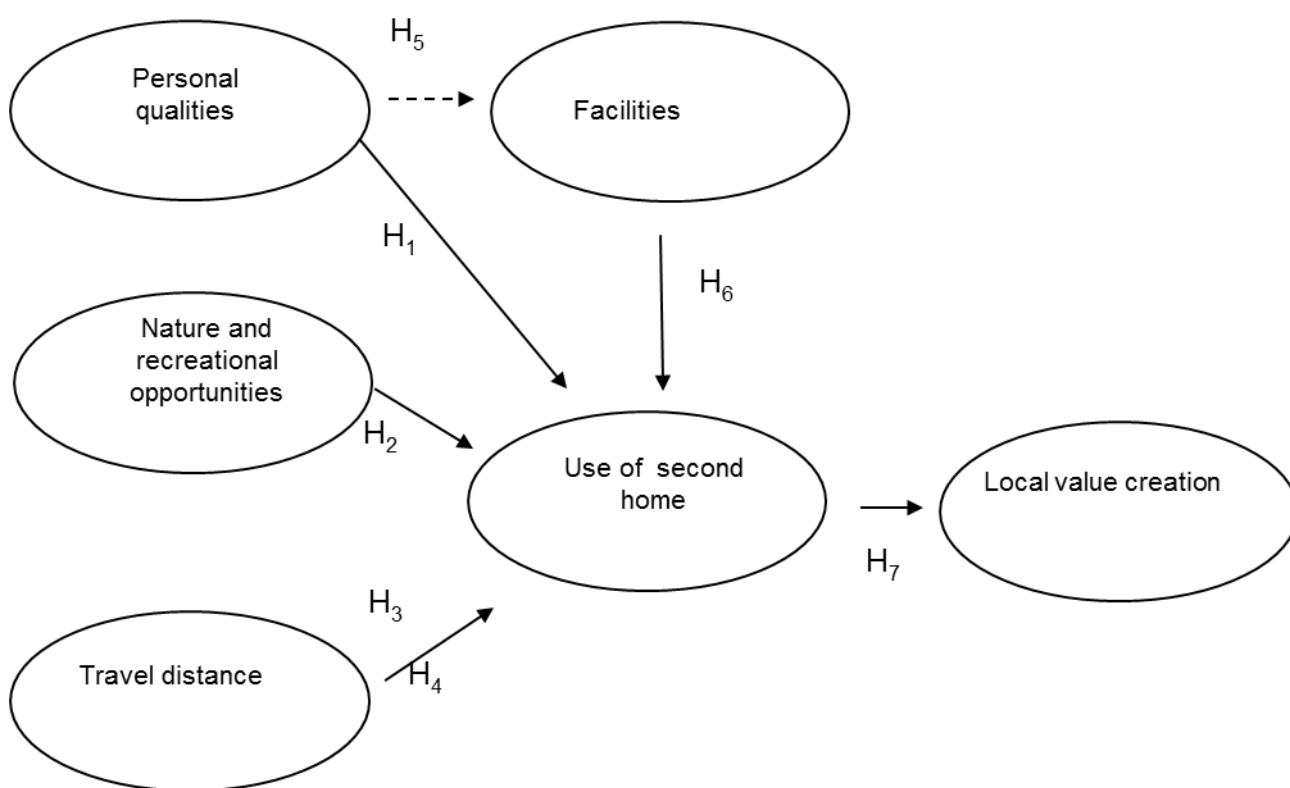 H₅
Personal
qualities
Facilities
H₁
H₆
Nature and
recreational
opportunities
H₂
Use of second
home
Local value creation
H₇
H₃
Travel distance
H₄